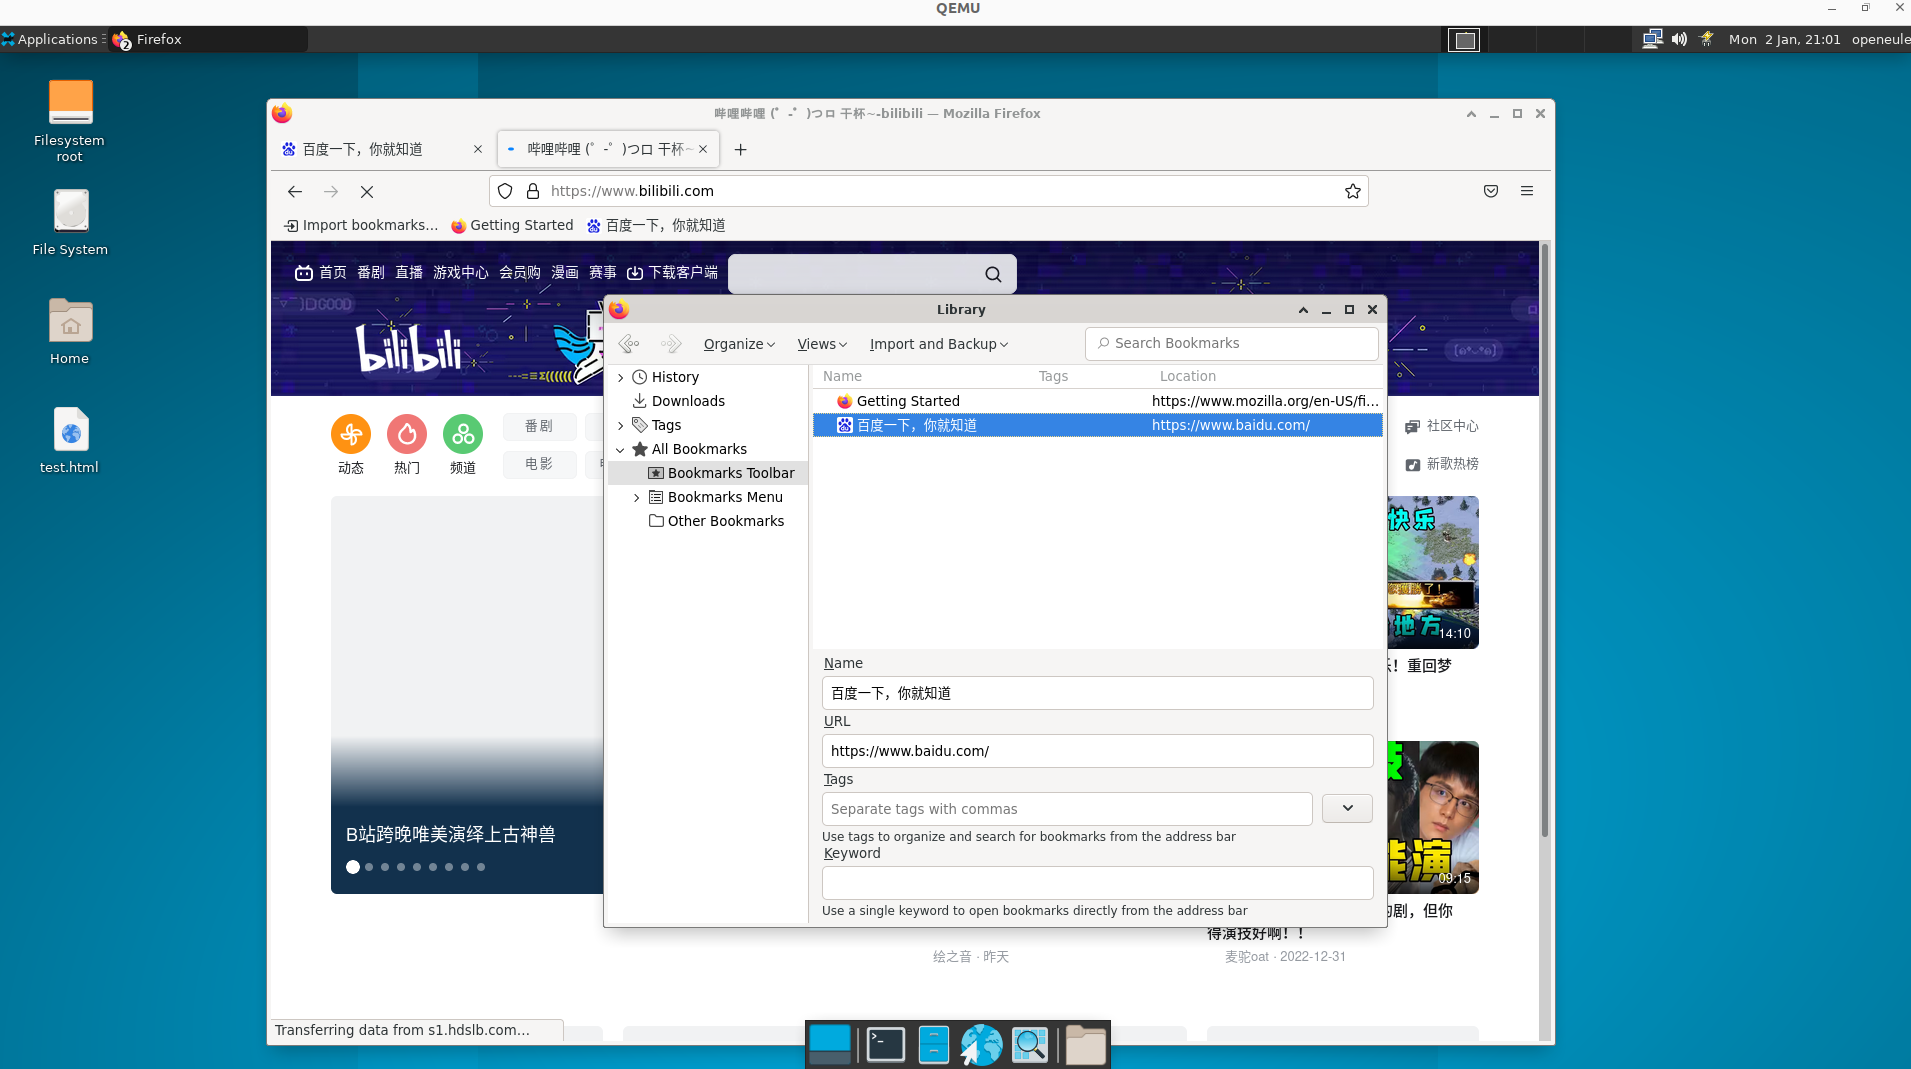 QEMU
Applications
Firefox
2
Mon 2 Jan, 21:01
openeule
Filesystem
root
File System
Home
test.html
哔哩哔哩 (゜-゜)つロ 干杯~-bilibili — Mozilla Firefox
百度一下，你就知道
哔哩哔哩 (゜-゜)つロ 干杯~
https://www.bilibili.com
Import bookmarks…
Getting Started
百度一下，你就知道
首页 番剧 直播 游戏中心 会员购 漫画 赛事 下载客户端
bilibili
Library
Organize
Views
Import and Backup
Search Bookmarks
History
Downloads
Tags
All Bookmarks
Bookmarks Toolbar
Bookmarks Menu
Other Bookmarks
Name Tags Location
Getting Started https://www.mozilla.org/en-US/fi…
百度一下，你就知道 https://www.baidu.com/
Name
百度一下，你就知道
URL
https://www.baidu.com/
Tags
Separate tags with commas
Use tags to organize and search for bookmarks from the address bar
Keyword
Use a single keyword to open bookmarks directly from the address bar
动态
热门
频道
番剧
电影
社区中心
新歌热榜
B站跨晚唯美演绎上古神兽
快乐
地方
14:10
！重回梦
能演
09:15
剧，但你
得演技好啊！！
绘之音 · 昨天
麦驼oat · 2022-12-31
Transferring data from s1.hdslb.com…